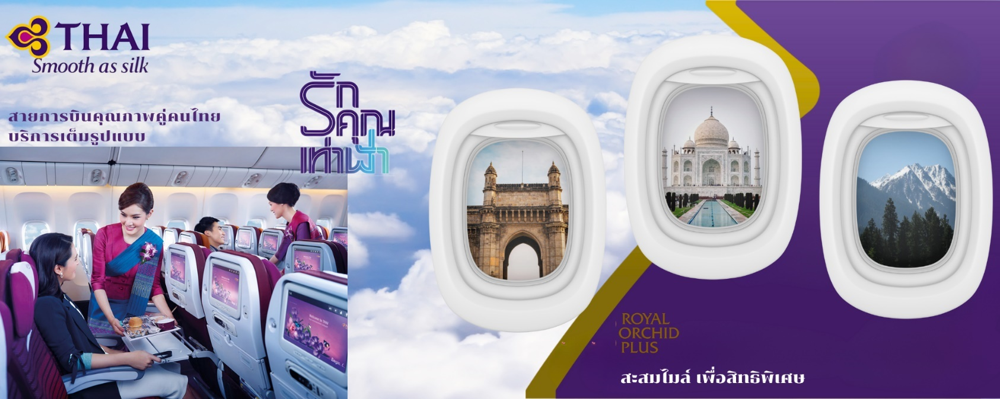 THAI
Smooth as silk
สายการบินคุณภาพคู่คนไทย
บริการเต็มรูปแบบ
รัก
คุณ
เท่าฟ้า
ROYAL
ORCHID
PLUS
สะสมไมล์ เพื่อสิทธิพิเศษ